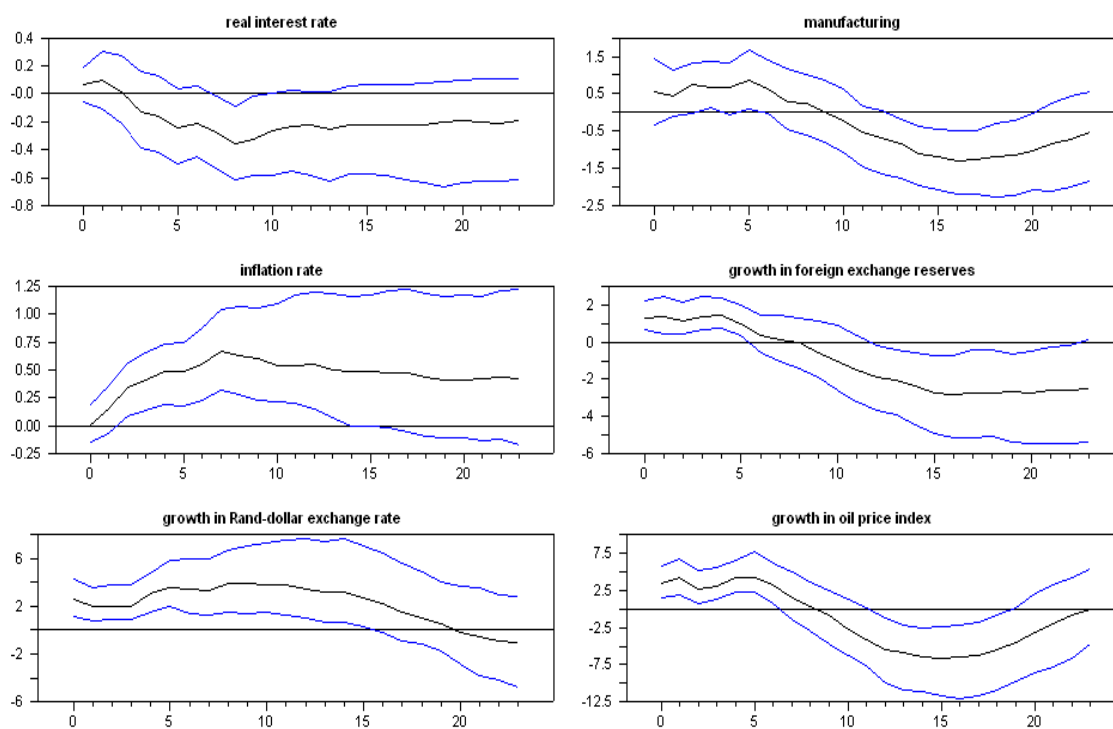 real interest rate
0.4
0.2
-0.0
-0.2
-0.4
-0.6
-0.8
0 5 10 15 20
manufacturing
1.5
0.5
-0.5
-1.5
-2.5
0 5 10 15 20
inflation rate
1.25
1.00
0.75
0.50
0.25
0.00
-0.25
0 5 10 15 20
growth in foreign exchange reserves
2
0
-2
-4
-6
0 5 10 15 20
growth in Rand-dollar exchange rate
6
2
-2
-6
0 5 10 15 20
growth in oil price index
7.5
2.5
-2.5
-7.5
-12.5
0 5 10 15 20